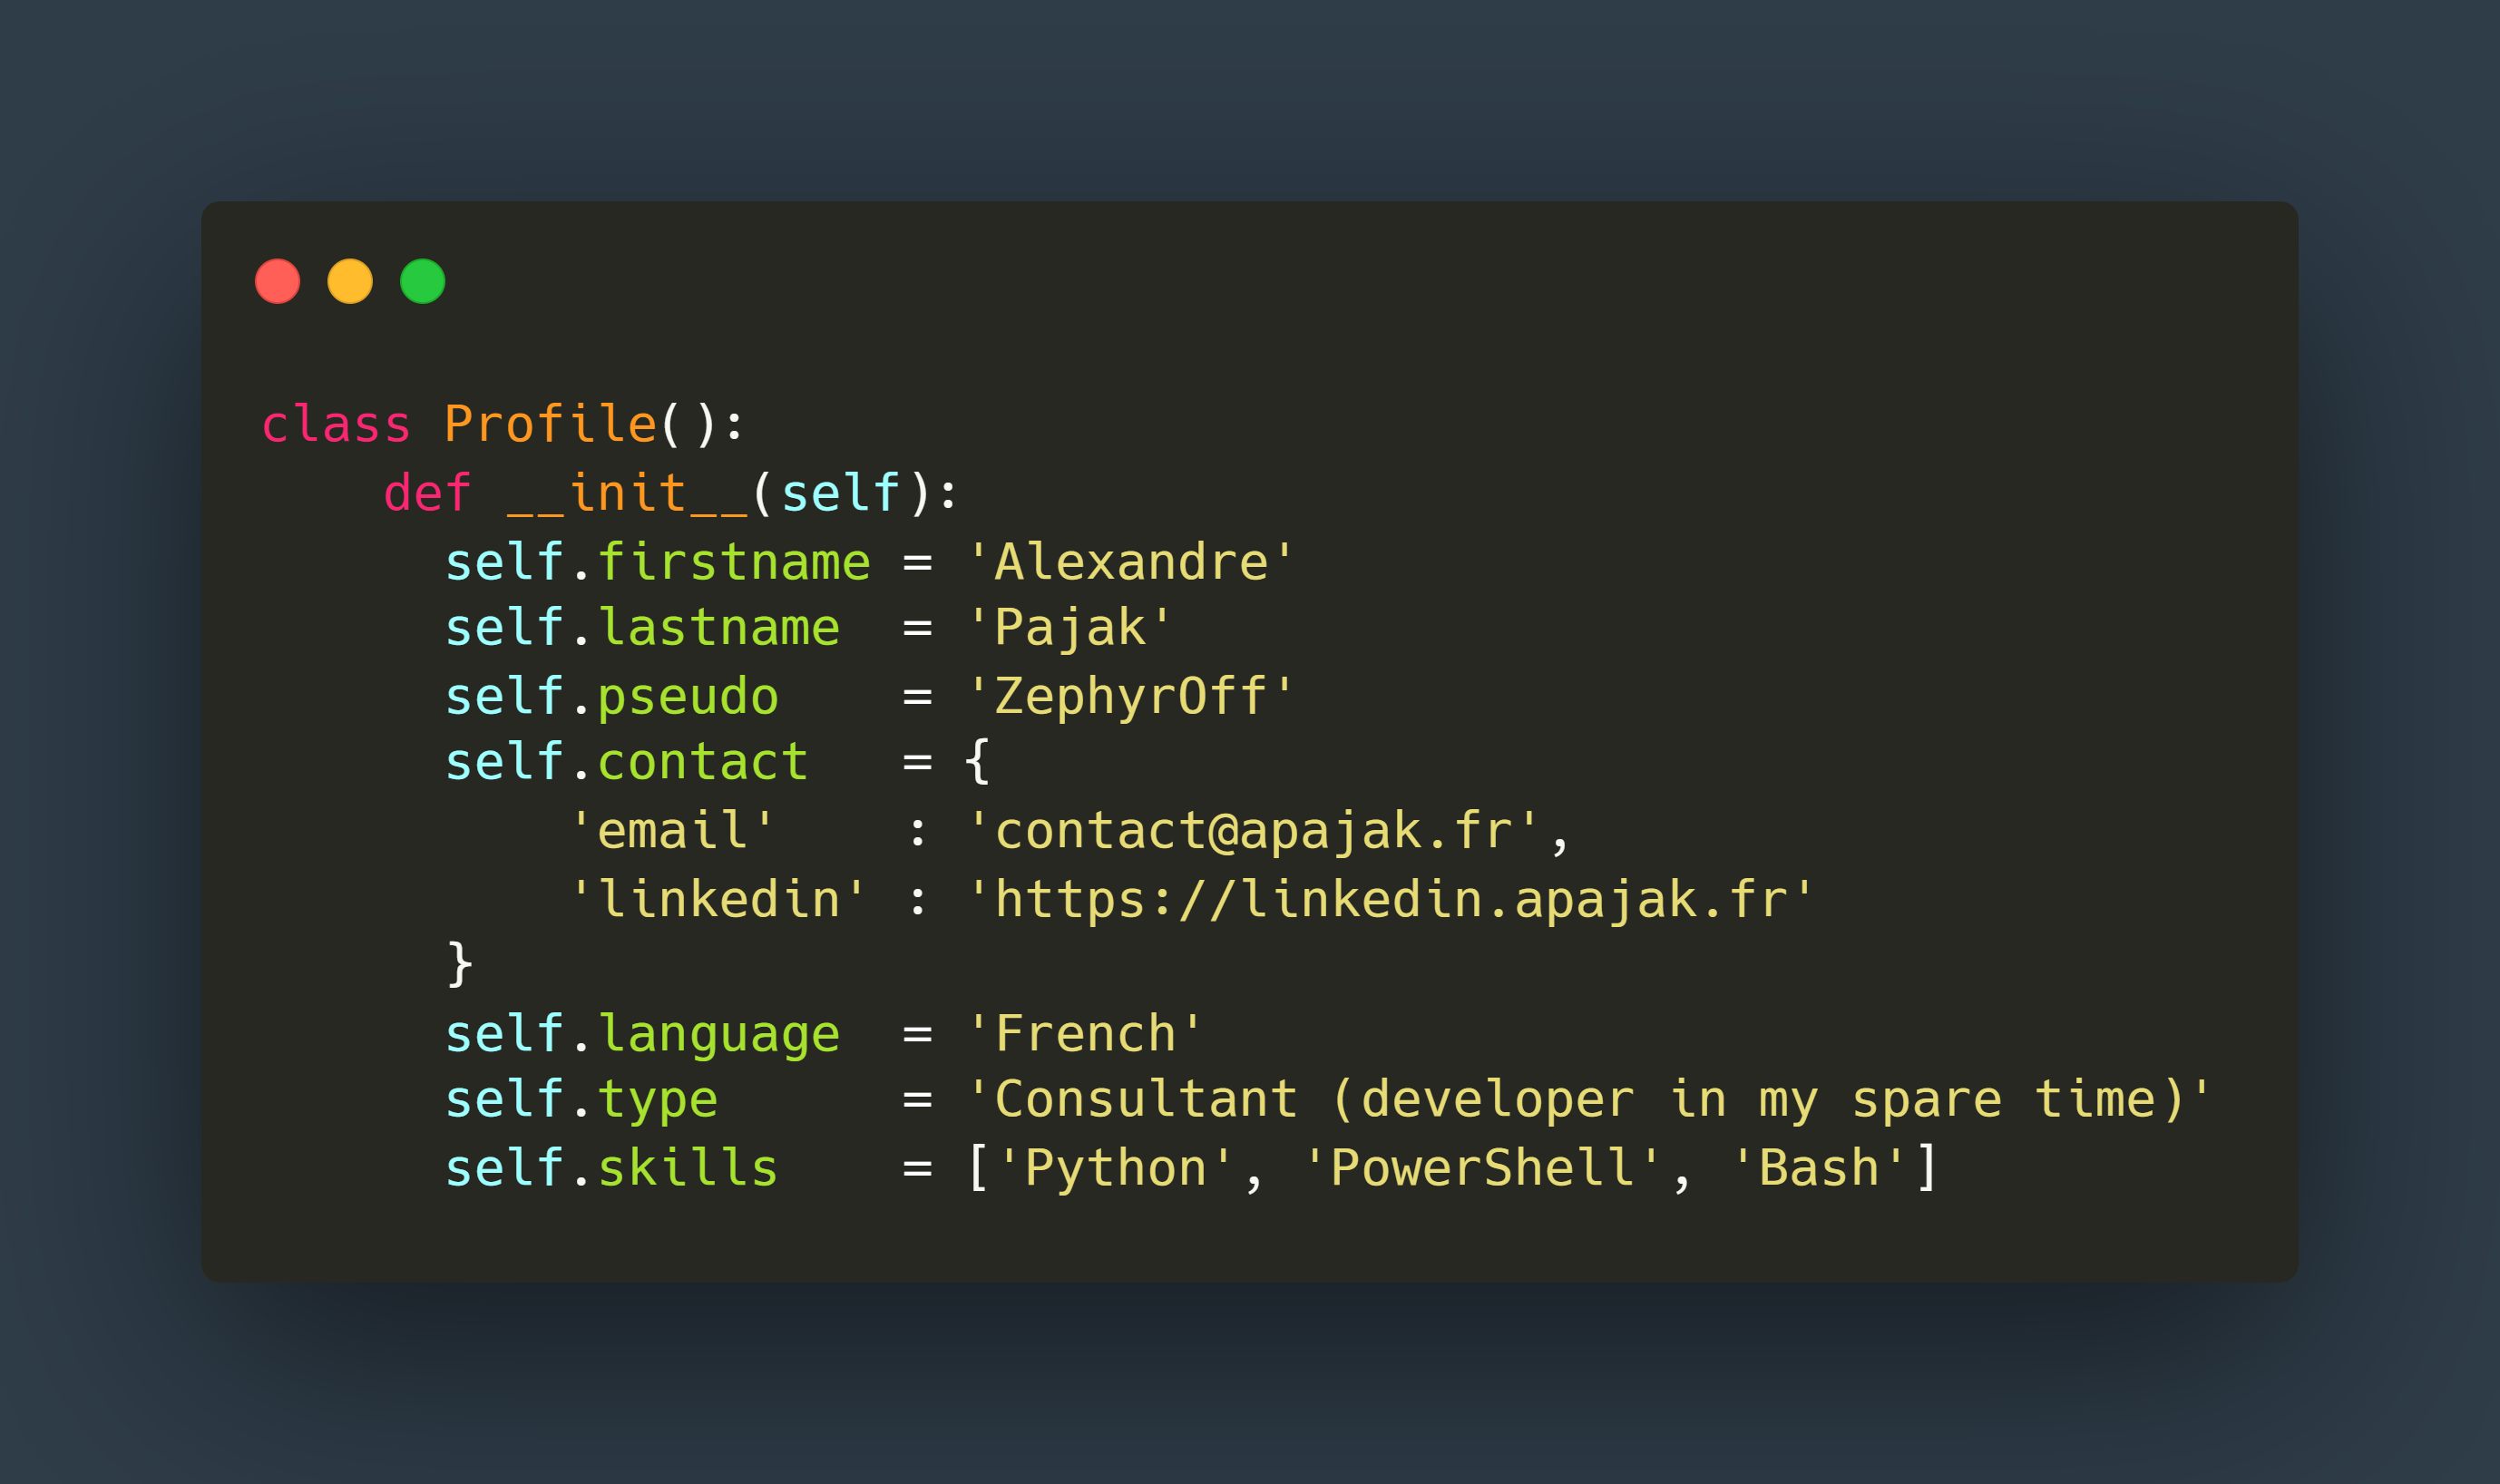 class Profile():
    def __init__(self):
      self.firstname = 'Alexandre'
      self.lastname  = 'Pajak'
      self.pseudo    = 'ZephyrOff'
      self.contact   = {
          'email'    : 'contact@apajak.fr',
          'linkedin' : 'https://linkedin.apajak.fr'
      }
      self.language  = 'French'
      self.type      = 'Consultant (developer in my spare time)'
      self.skills    = ['Python', 'PowerShell', 'Bash']